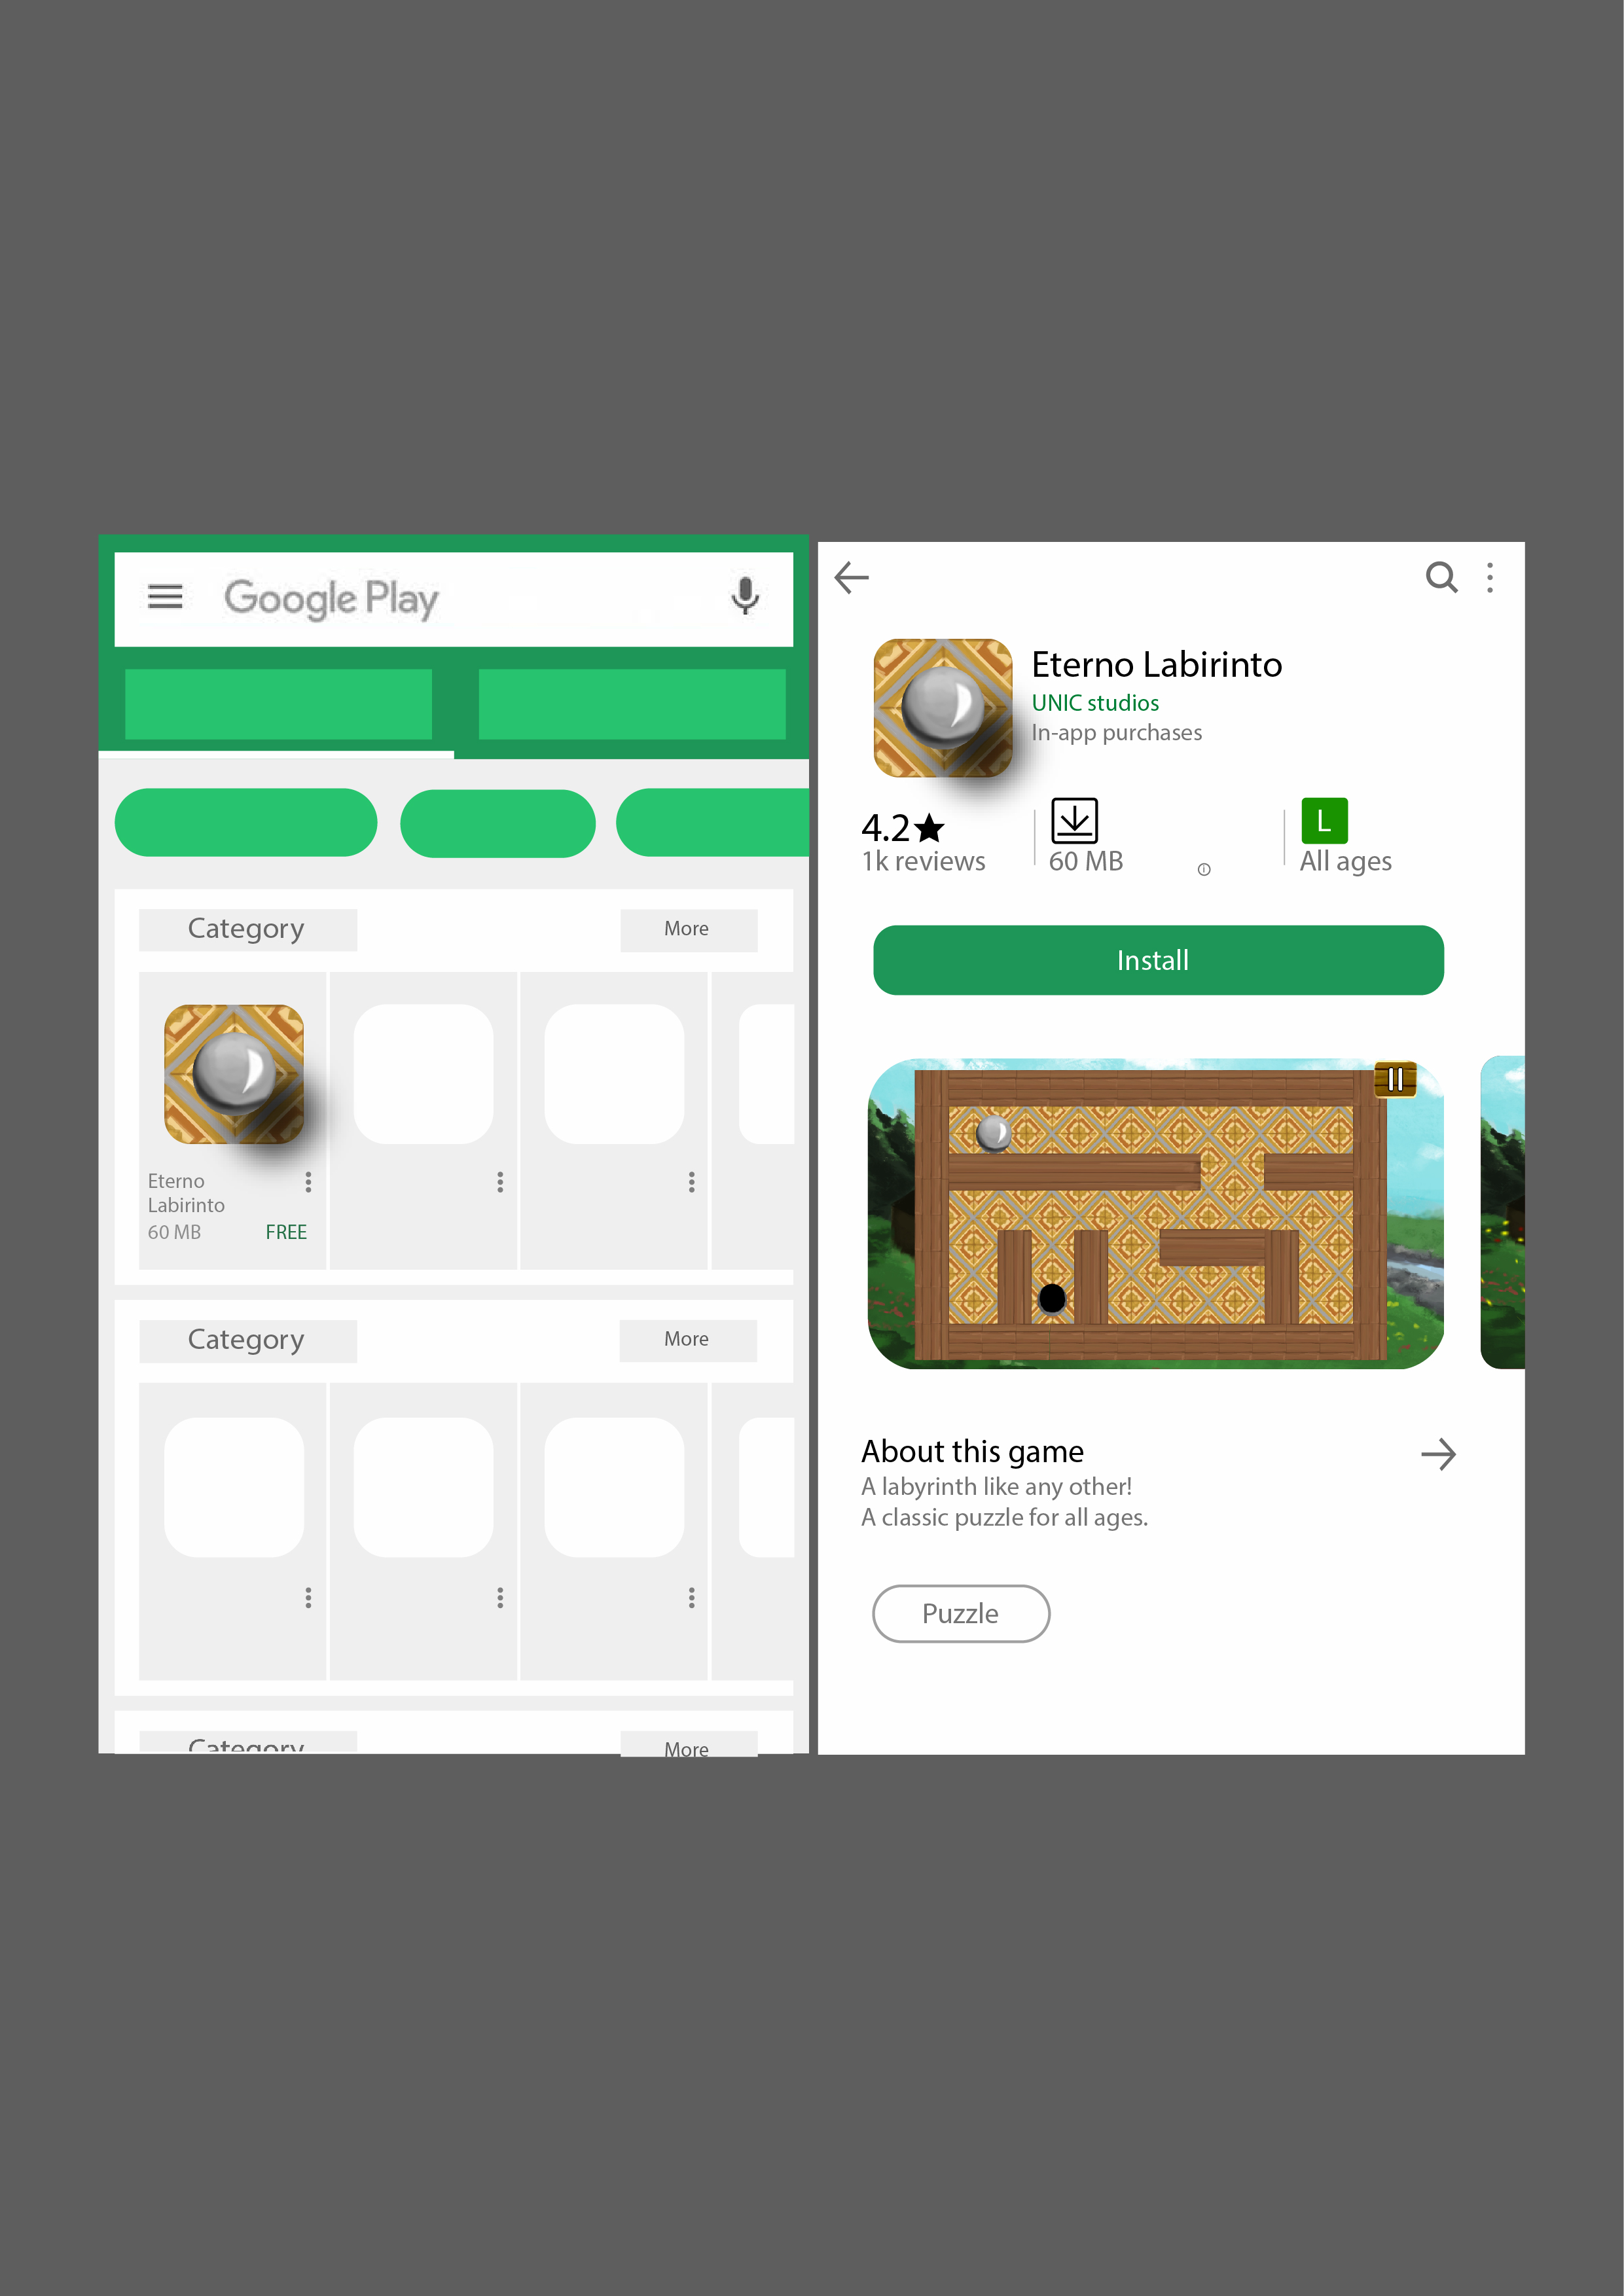 Google Play
Category
More
Eterno
Labirinto
60 MB
FREE
Category
More
Category
More
Eterno Labirinto
UNIC studios
In-app purchases
4.2★
1k reviews
60 MB
L
All ages
Install
About this game
A labyrinth like any other!
A classic puzzle for all ages.
Puzzle